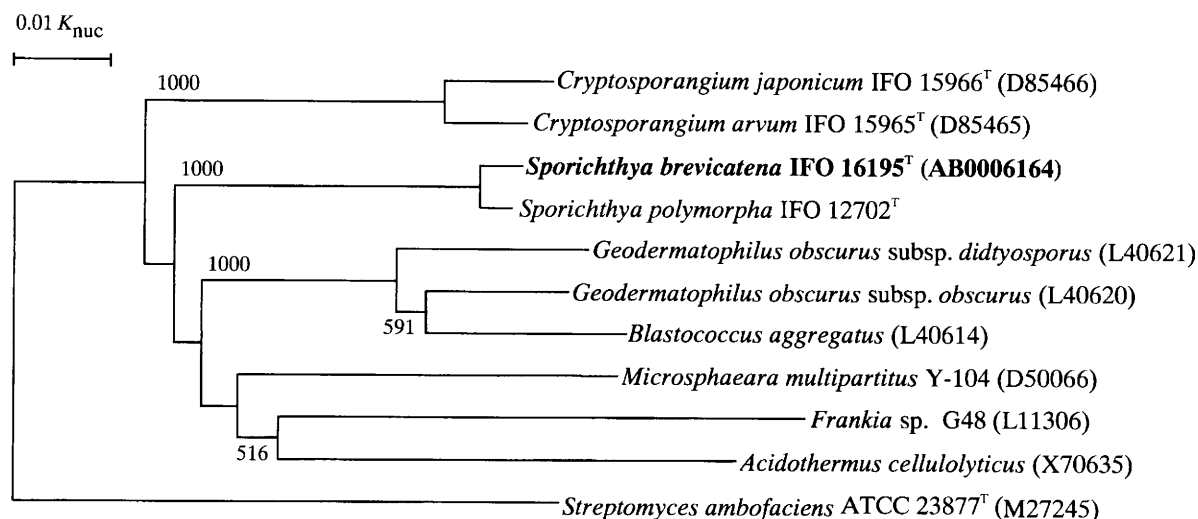 0.01 Knuc
1000
Cryptosporangium japonicum IFO 15966T (D85466)
Cryptosporangium arvum IFO 15965T (D85465)
1000
Sporichthya brevicatena IFO 16195T (AB0006164)
Sporichthya polymorpha IFO 12702T
1000
Geodermatophilus obscurus subsp. didtyosporus (L40621)
Geodermatophilus obscurus subsp. obscurus (L40620)
591
Blastococcus aggregatus (L40614)
Microsphaeara multipartitus Y-104 (D50066)
Frankia sp. G48 (L11306)
516
Acidothermus cellulolyticus (X70635)
Streptomyces ambofaciens ATCC 23877T (M27245)